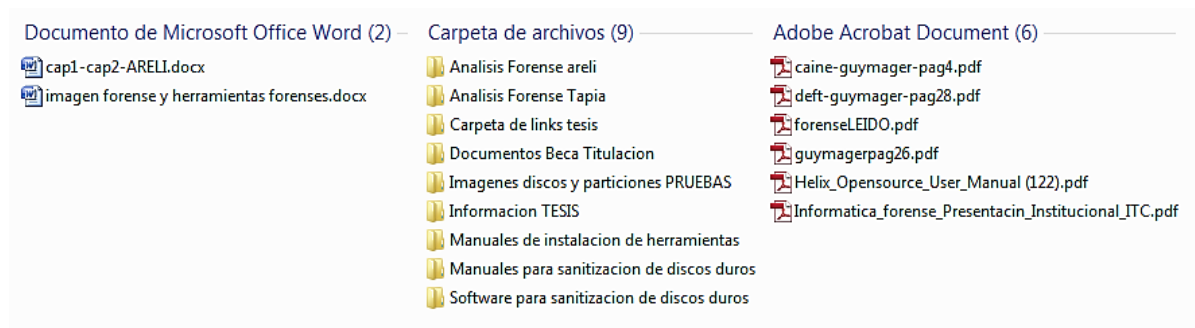 Documento de Microsoft Office Word (2)
cap1-cap2-ARELI.docx
imagen forense y herramientas forenses.docx
Carpeta de archivos (9)
Analisis Forense areli
Analisis Forense Tapia
Carpeta de links tesis
Documentos Beca Titulacion
Imagenes discos y particiones PRUEBAS
Informacion TESIS
Manuales de instalacion de herramientas
Manuales para sanitizacion de discos duros
Software para sanitizacion de discos duros
Adobe Acrobat Document (6)
caine-guymager-pag4.pdf
deft-guymager-pag28.pdf
forenseLEIDO.pdf
guymagerpag26.pdf
Helix_Opensource_User_Manual (122).pdf
Informatica_forense_Presentacin_Institucional_ITC.pdf